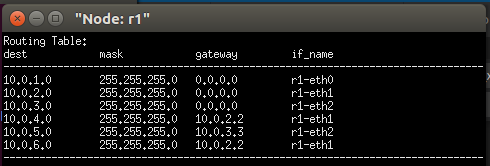 "Node: r1"
Routing Table:
dest mask gateway if_name
10.0.1.0 255.255.255.0 0.0.0.0 r1-eth0
10.0.2.0 255.255.255.0 0.0.0.0 r1-eth1
10.0.3.0 255.255.255.0 0.0.0.0 r1-eth2
10.0.4.0 255.255.255.0 10.0.2.2 r1-eth1
10.0.5.0 255.255.255.0 10.0.3.3 r1-eth2
10.0.6.0 255.255.255.0 10.0.2.2 r1-eth1